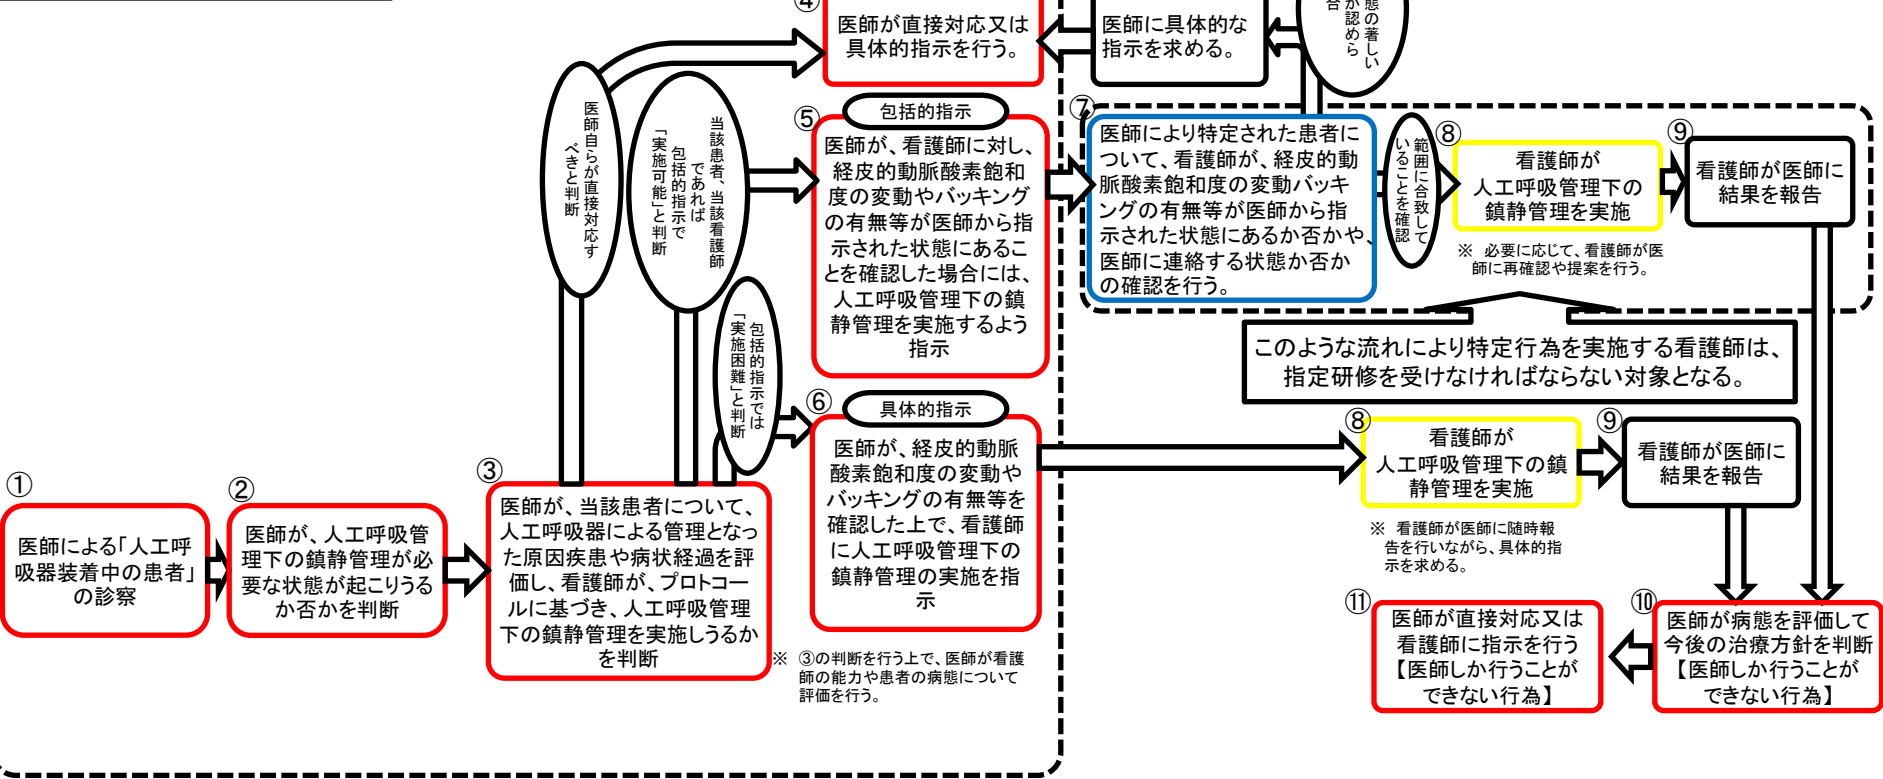 ①
医師による「人工呼
吸器装着中の患者」
の診察
②
医師が、人工呼吸管
理下の鎮静管理が必
要な状態が起こりうる
か否かを判断
③
医師が、当該患者について、
人工呼吸器による管理となっ
た原因疾患や病状経過を評
価し、看護師が、プロトコー
ルに基づき、人工呼吸管理
下の鎮静管理を実施しうるか
を判断
※ ③の判断を行う上で、医師が看護
師の能力や患者の病態について
評価を行う。
医師自らが直接対応す
べきと判断
当該患者、当該看護師
であれば
包括的指示で
「実施可能」と判断
包括的指示では
「実施困難」と判断
④
医師が直接対応又は
具体的指示を行う。
医師に具体的な
指示を求める。
態の著しい
が認めら
合
⑤
包括的指示
医師が、看護師に対し、
経皮的動脈酸素飽和
度の変動やバッキング
の有無等が医師から指
示された状態にあるこ
とを確認した場合には、
人工呼吸管理下の鎮
静管理を実施するよう
指示
⑥
具体的指示
医師が、経皮的動脈
酸素飽和度の変動や
バッキングの有無等を
確認した上で、看護師
に人工呼吸管理下の
鎮静管理の実施を指
示
⑦
医師により特定された患者に
ついて、看護師が、経皮的動
脈酸素飽和度の変動バッキ
ングの有無等が医師から指
示された状態にあるか否かや、
医師に連絡する状態か否か
の確認を行う。
範囲に合致して
いることを確認
⑧
看護師が
人工呼吸管理下の
鎮静管理を実施
※ 必要に応じて、看護師が医
師に再確認や提案を行う。
⑨
看護師が医師に
結果を報告
このような流れにより特定行為を実施する看護師は、
指定研修を受けなければならない対象となる。
⑧
看護師が
人工呼吸管理下の鎮
静管理を実施
※ 看護師が医師に随時報
告を行いながら、具体的指
示を求める。
⑨
看護師が医師に
結果を報告
⑩
医師が病態を評価して
今後の治療方針を判断
【医師しか行うことが
できない行為】
⑪
医師が直接対応又は
看護師に指示を行う
【医師しか行うことが
できない行為】